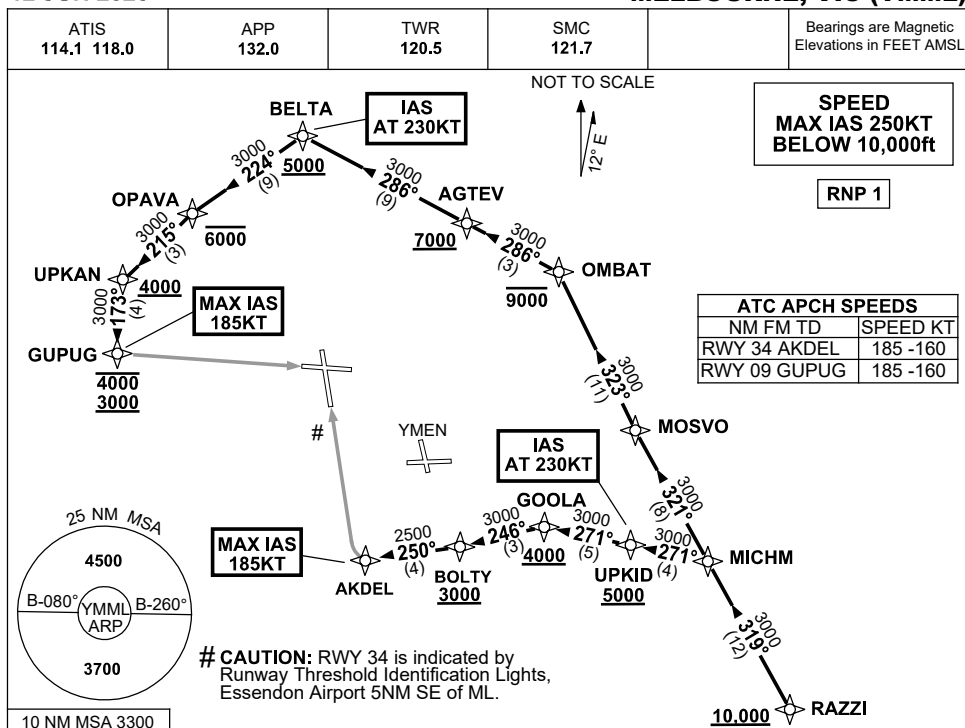 ATIS
114.1 118.0
APP
132.0
TWR
120.5
SMC
121.7
Bearings are Magnetic
Elevations in FEET AMSL
NOT TO SCALE
12° E
SPEED
MAX IAS 250KT
BELOW 10,000ft
RNP 1
BELTA
IAS
AT 230KT
5000
3000
224°
(9)
3000
286°
(9)
OPAVA
6000
AGTEV
7000
3000
286°
(3)
OMBAT
9000
3000
215°
(3)
UPKAN
4000
3000
173°
(4)
MAX IAS
185KT
GUPUG
4000
3000
ATC APCH SPEEDS
NM FM TD SPEED KT
RWY 34 AKDEL 185 -160
RWY 09 GUPUG 185 -160
3000
323°
(11)
MOSVO
#
YMEN
IAS
AT 230KT
3000
321°
(8)
GOOLA
4000
3000
271°
(5)
3000
246°
(3)
2500
250°
(4)
3000
271°
(4)
MICHM
MAX IAS
185KT
AKDEL
BOLTY
3000
UPKID
5000
3000
319°
(12)
RAZZI
10,000
25 NM MSA
4500
B-080°
YMML
ARP
B-260°
3700
# CAUTION: RWY 34 is indicated by
Runway Threshold Identification Lights,
Essendon Airport 5NM SE of ML.
10 NM MSA 3300